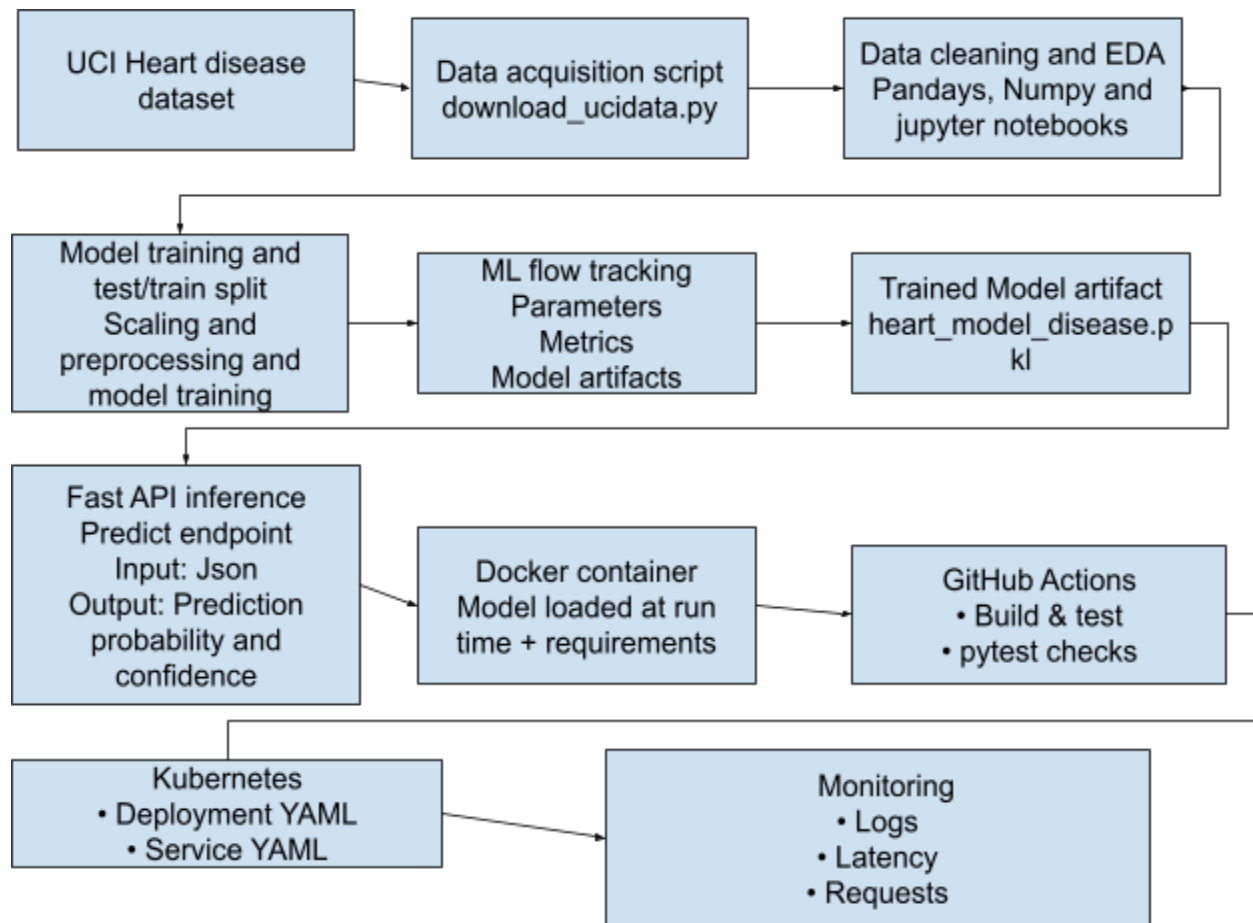 UCI Heart disease
dataset
Data acquisition script
download_ucidata.py
Data cleaning and EDA
Pandays, Numpy and
jupyter notebooks
Model training and
test/train split
Scaling and
preprocessing and
model training
ML flow tracking
Parameters
Metrics
Model artifacts
Trained Model artifact
heart_model_disease.p
kl
Fast API inference
Predict endpoint
Input: Json
Output: Prediction
probability and
confidence
Docker container
Model loaded at run
time + requirements
GitHub Actions
• Build & test
• pytest checks
Kubernetes
• Deployment YAML
• Service YAML
Monitoring
• Logs
• Latency
• Requests